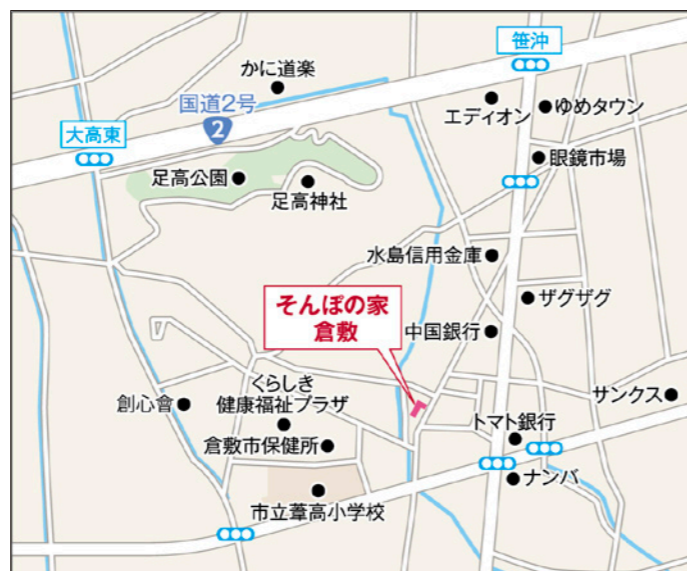 笹沖
かに道楽
国道2号
2
エディオン
ゆめタウン
大高東
眼鏡市場
足高公園
足高神社
水島信用金庫
そんぽの家
倉敷
ザグザグ
中国銀行
くらしき
健康福祉プラザ
創心會
サンクス
トマト銀行
倉敷市保健所
ナンバ
市立葦高小学校